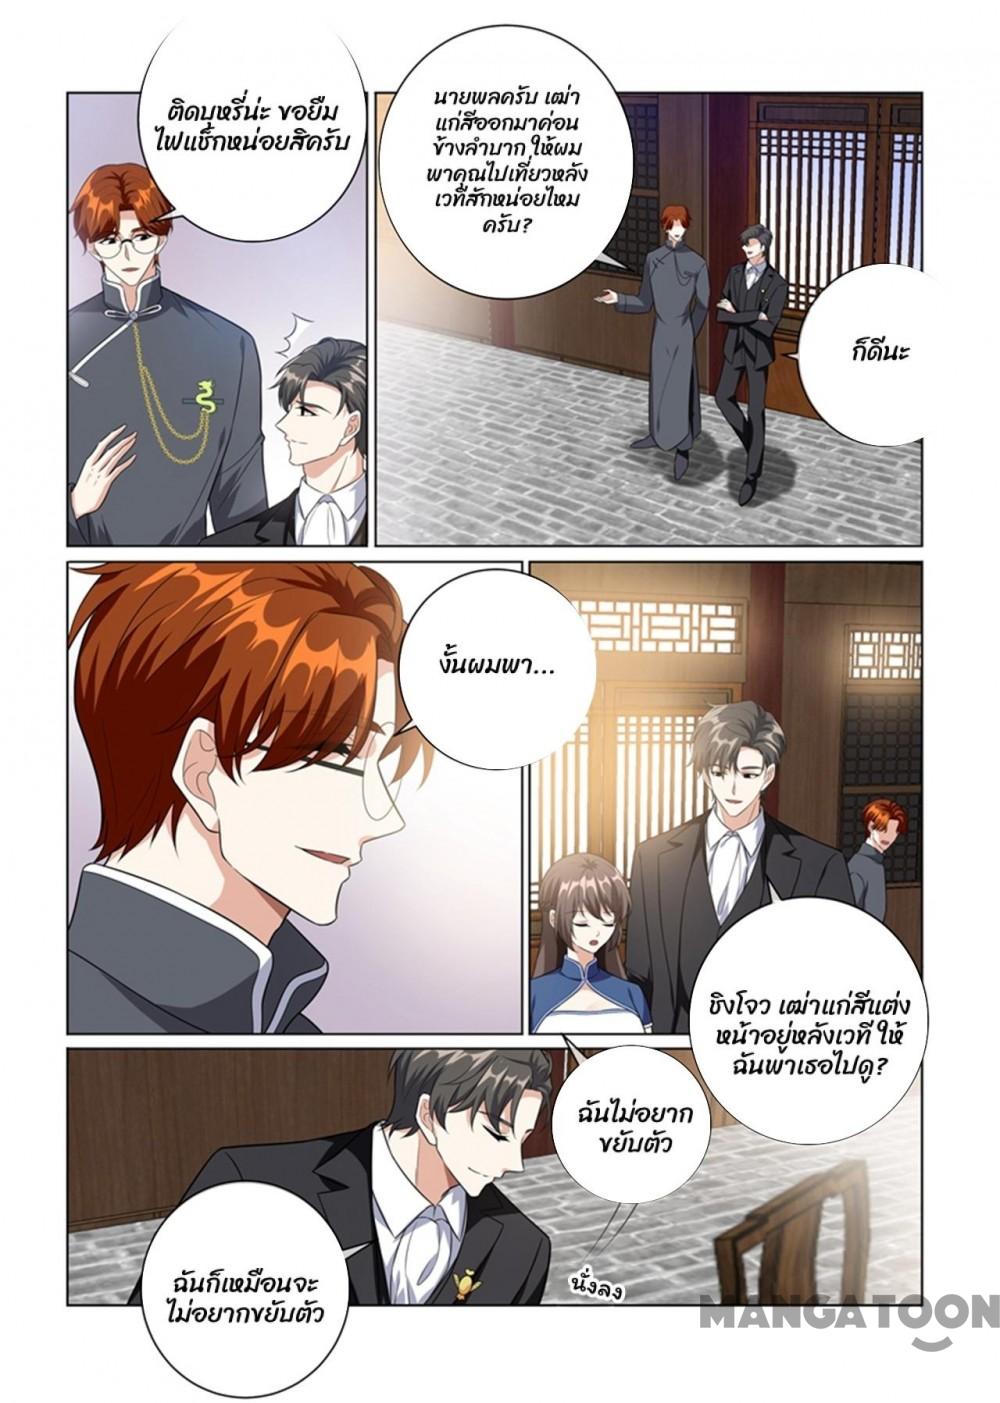 ติดบุหรี่น่ะ ขอยืม
ไฟแช็กหน่อยสิครับ
นายพลครับ เฒ่า
แก่สีออกมาค่อน
ข้างลำบาก ให้ผม
พาคุณไปเที่ยวหลัง
เวทีสักหน่อยไหม
ครับ?
ก็ดีนะ
งั้นผมพา...
ชิงโจว เฒ่าแก่สีแต่ง
หน้าอยู่หลังเวที ให้
ฉันพาเธอไปดู?
ฉันไม่อยาก
ขยับตัว
ฉันก็เหมือนจะ
ไม่อยากขยับตัว
นั่งลง
MANGATOON